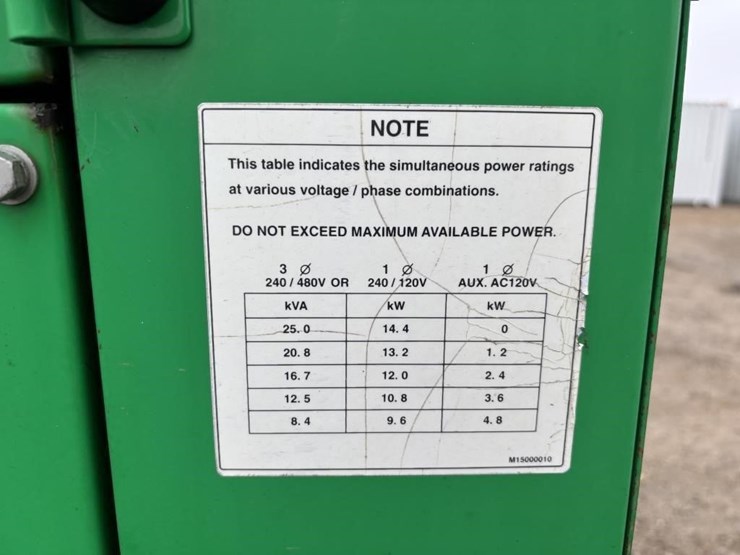 NOTE
This table indicates the simultaneous power ratings
at various voltage / phase combinations.
DO NOT EXCEED MAXIMUM AVAILABLE POWER.
3 Ø 1 Ø 1 Ø
240 / 480V OR 240 / 120V AUX. AC120V
kVA kW kW
25. 0 14. 4 0
20. 8 13. 2 1. 2
16. 7 12. 0 2. 4
12. 5 10. 8 3. 6
8. 4 9. 6 4. 8
M15000010